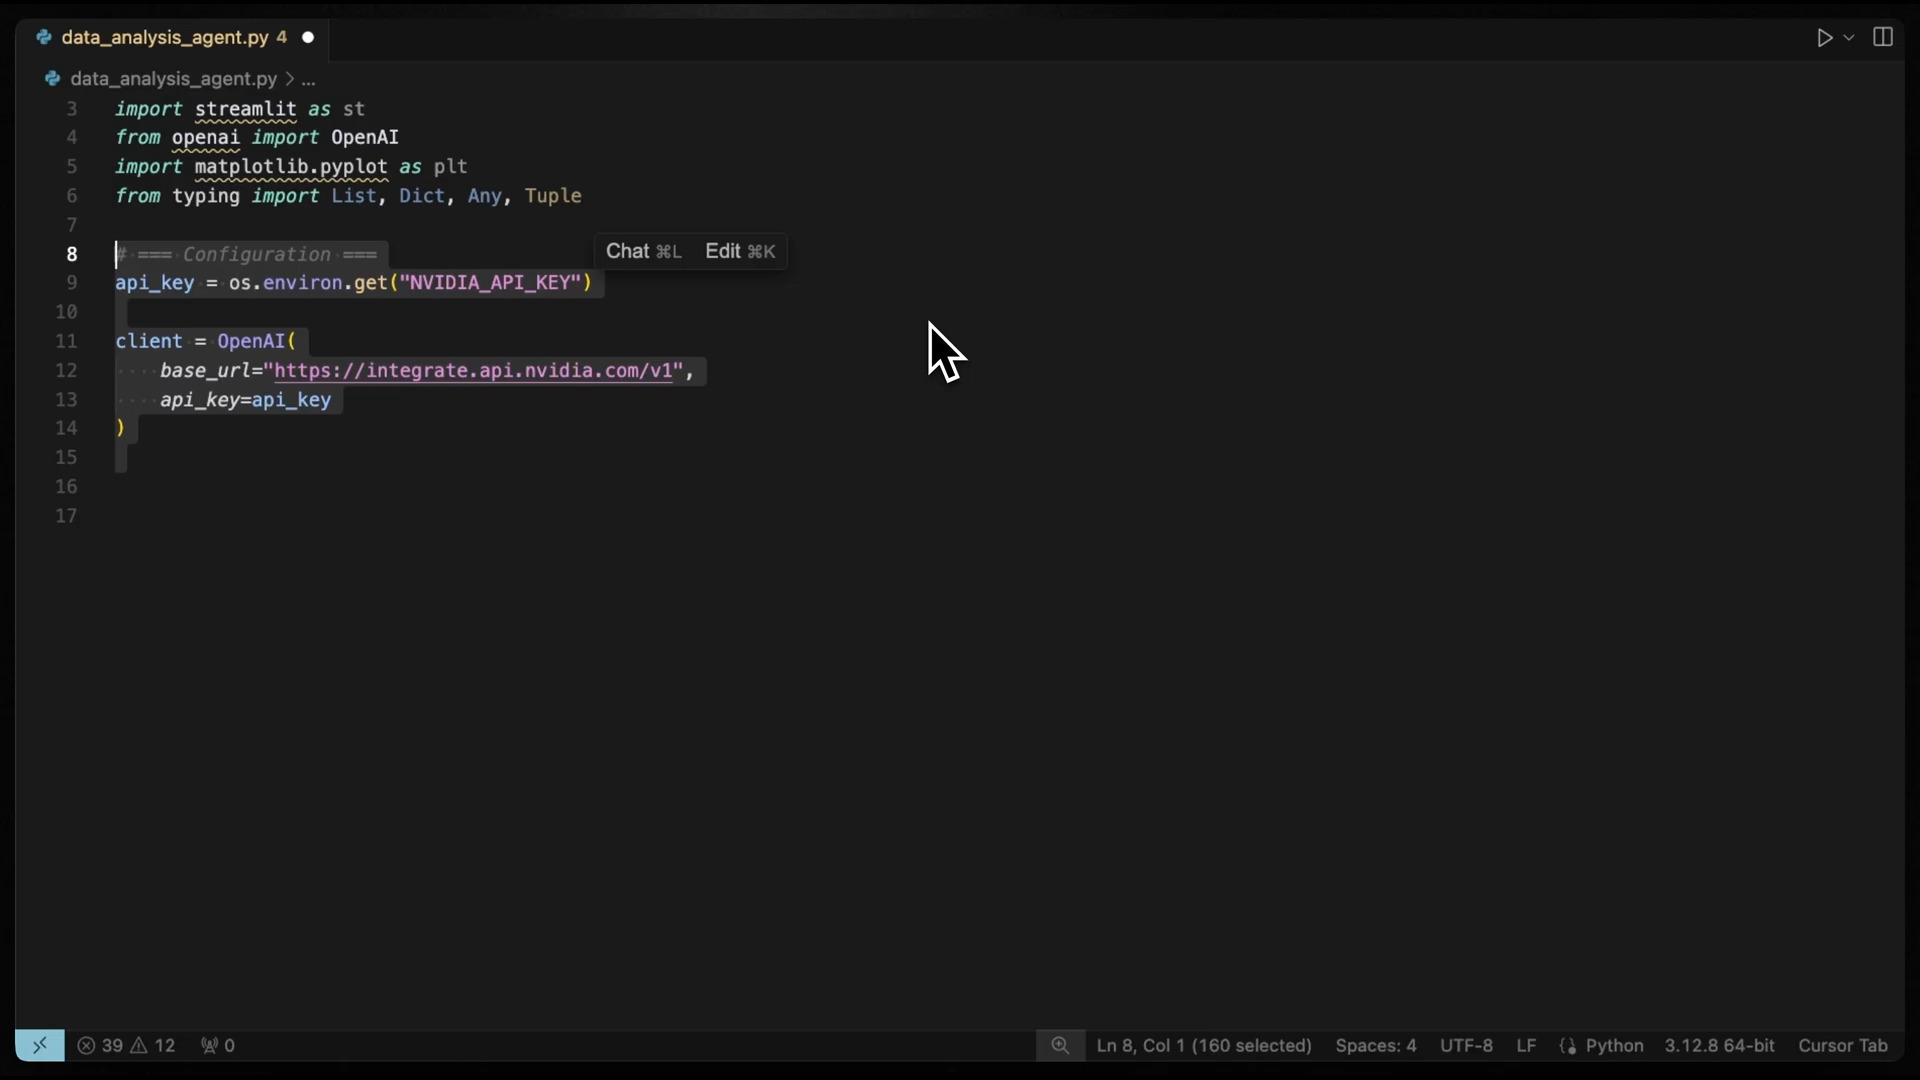 data_analysis_agent.py 4
data_analysis_agent.py > ...
3 import streamlit as st
4 from openai import OpenAI
5 import matplotlib.pyplot as plt
6 from typing import List, Dict, Any, Tuple
7
8 # === Configuration ===
Chat ⌘L Edit ⌘K
9 api_key = os.environ.get("NVIDIA_API_KEY")
10
11 client = OpenAI(
12     base_url="https://integrate.api.nvidia.com/v1",
13     api_key=api_key
14 )
15
16
17
39 12 0 Ln 8, Col 1 (160 selected) Spaces: 4 UTF-8 LF Python 3.12.8 64-bit Cursor Tab